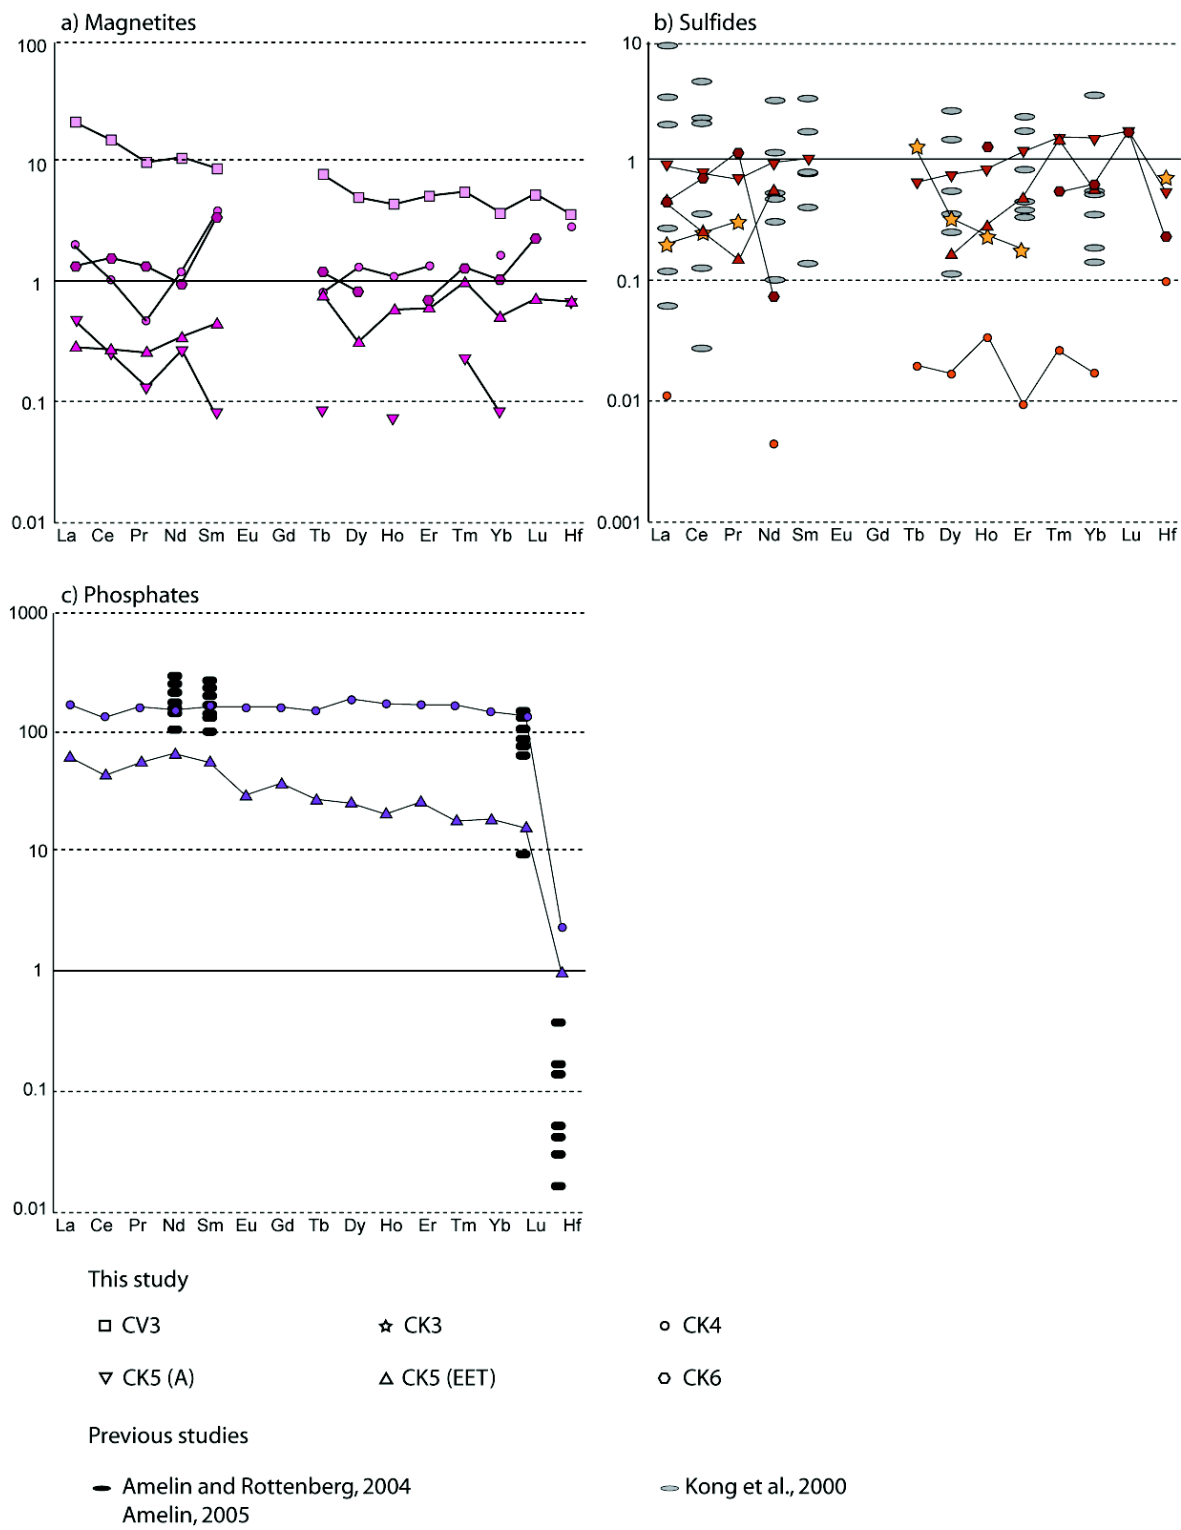 a) Magnetites
100
10
1
0.1
0.01
La Ce Pr Nd Sm Eu Gd Tb Dy Ho Er Tm Yb Lu Hf
b) Sulfides
10
1
0.1
0.01
0.001
La Ce Pr Nd Sm Eu Gd Tb Dy Ho Er Tm Yb Lu Hf
c) Phosphates
1000
100
10
1
0.1
0.01
La Ce Pr Nd Sm Eu Gd Tb Dy Ho Er Tm Yb Lu Hf
This study
CV3 CK3 CK4
CK5 (A) CK5 (EET) CK6
Previous studies
Amelin and Rottenberg, 2004 Kong et al., 2000
Amelin, 2005